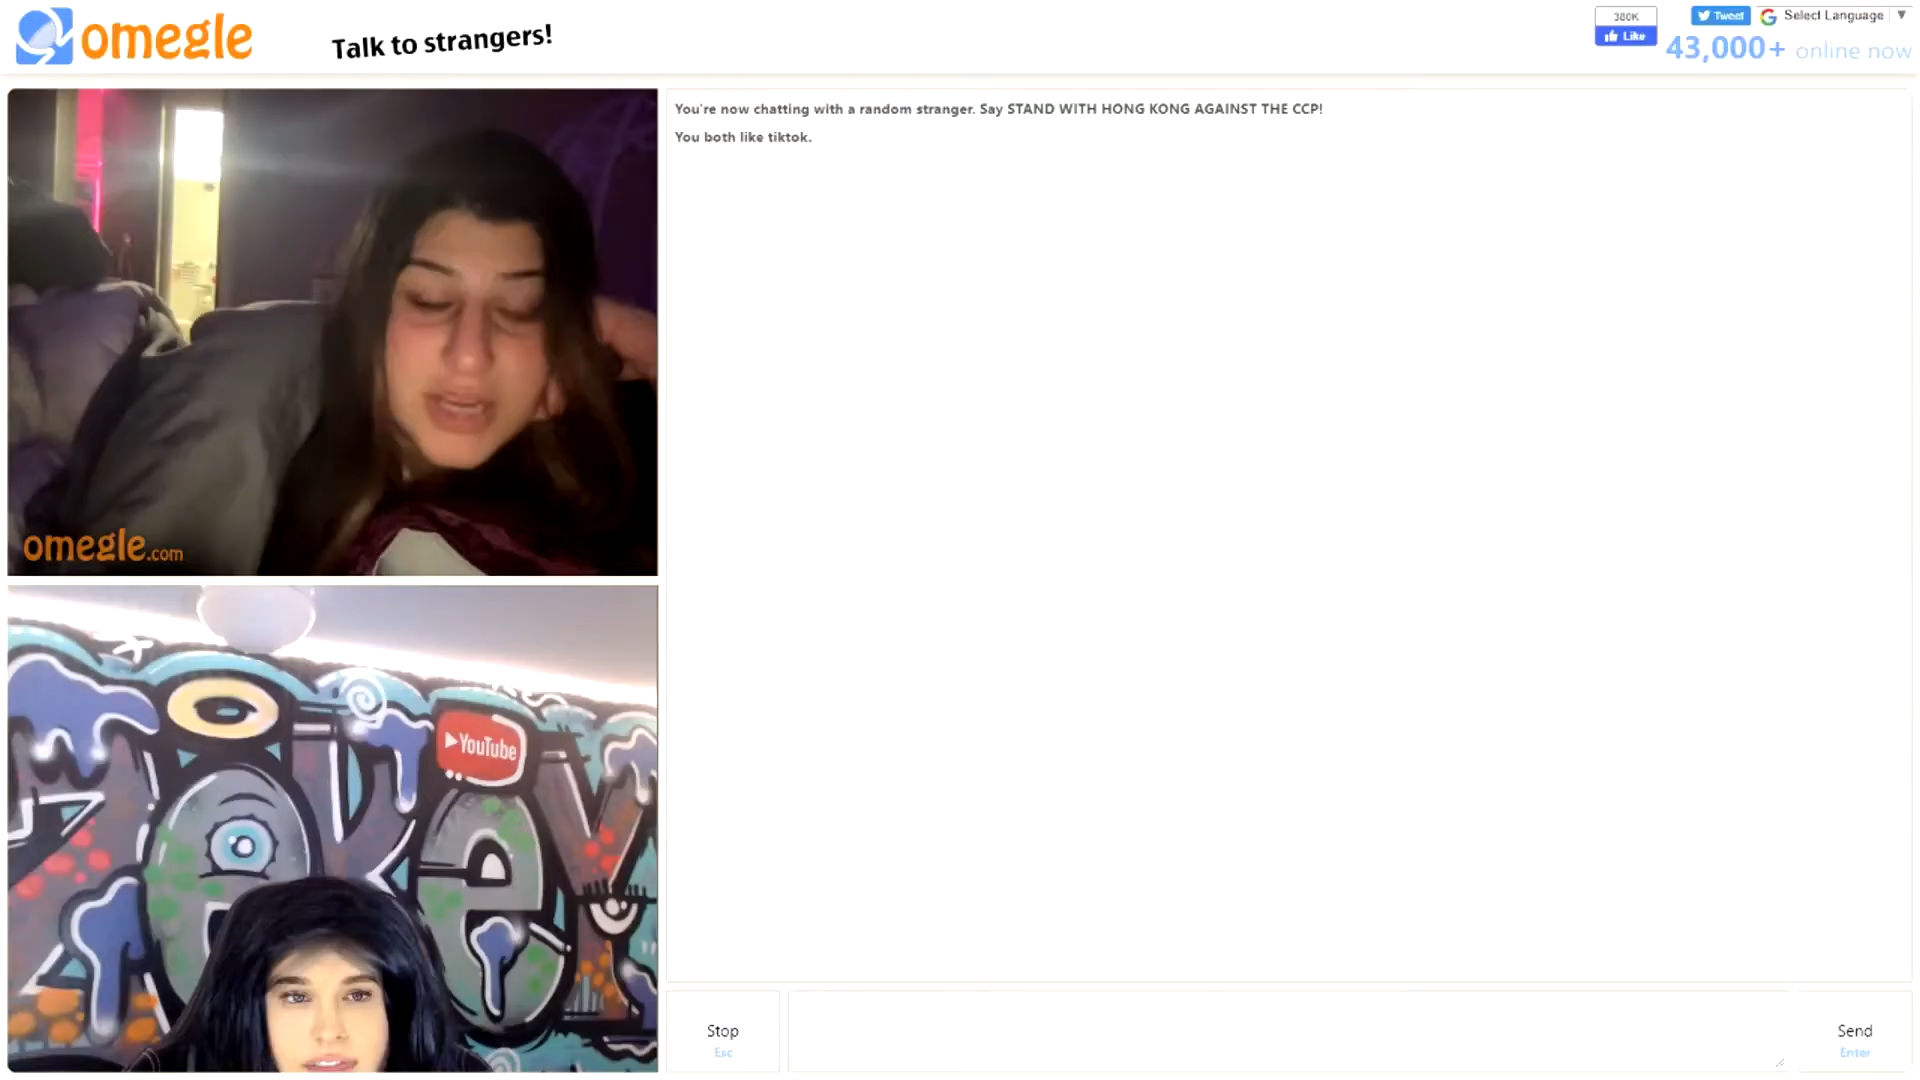 omegle
Talk to strangers!
380K
Like
Tweet
Select Language
43,000+ online now
You're now chatting with a random stranger. Say STAND WITH HONG KONG AGAINST THE CCP!
You both like tiktok.
omegle.com
YouTube
Stop
Esc
Send
Enter